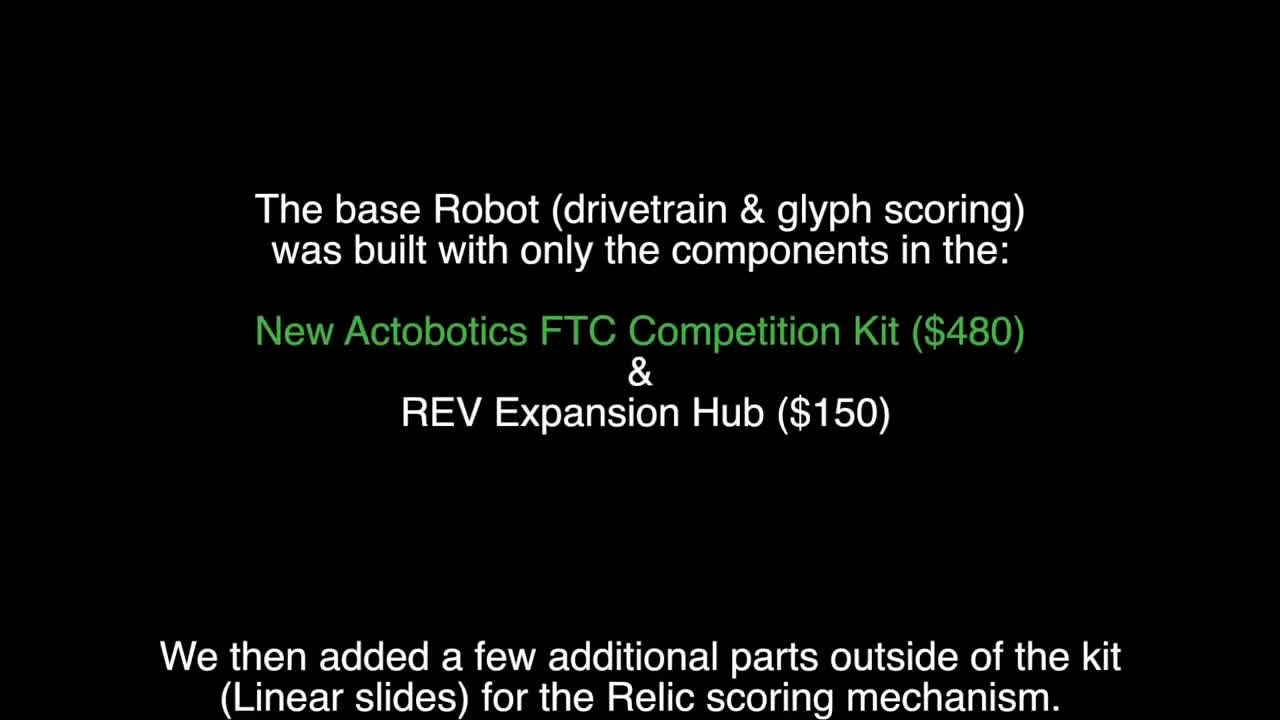 The base Robot (drivetrain & glyph scoring)
was built with only the components in the:
New Actobotics FTC Competition Kit ($480)
&
REV Expansion Hub ($150)
We then added a few additional parts outside of the kit
(Linear slides) for the Relic scoring mechanism.